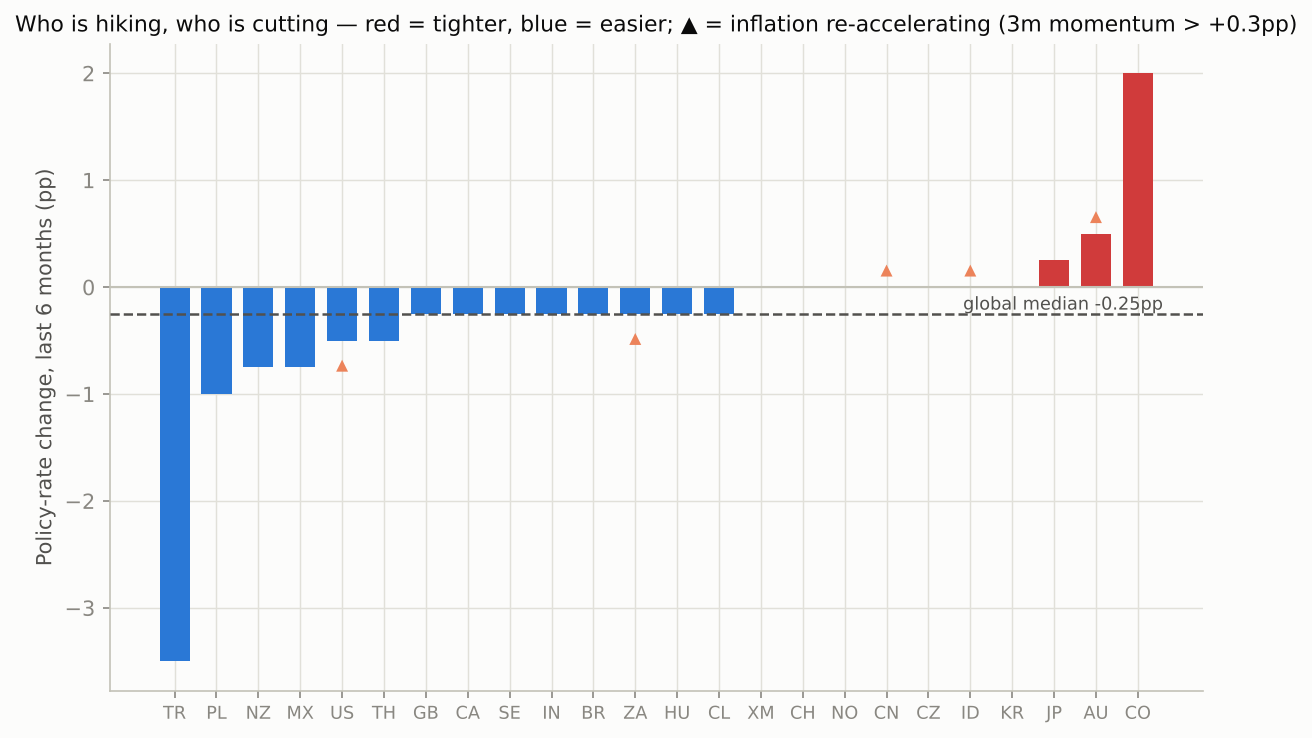 Who is hiking, who is cutting — red = tighter, blue = easier; ▲ = inflation re-accelerating (3m momentum > +0.3pp)
Policy-rate change, last 6 months (pp)
2
1
0
−1
−2
−3
global median -0.25pp
TR PL NZ MX US TH GB CA SE IN BR ZA HU CL XM CH NO CN CZ ID KR JP AU CO